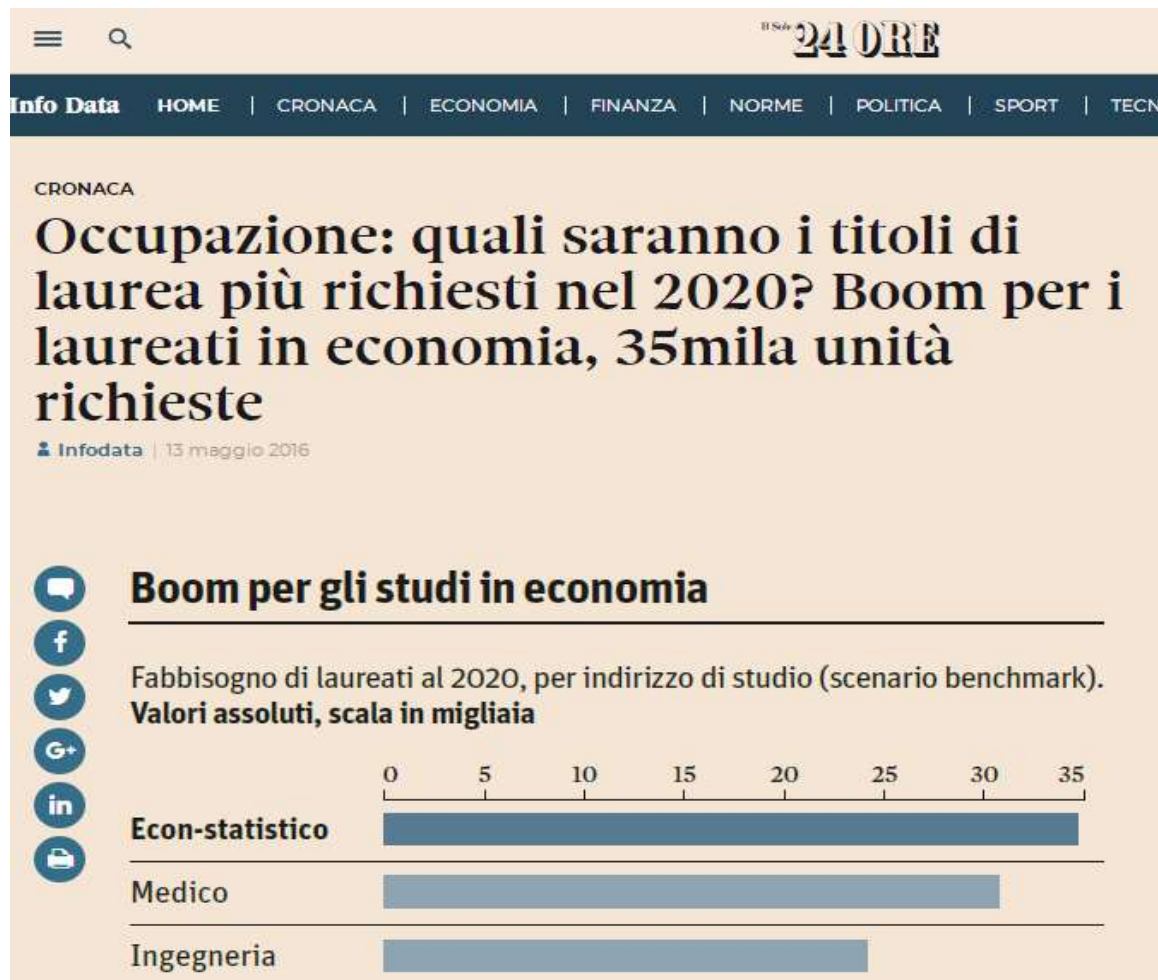 Il Sole 24 ORE
Info Data HOME | CRONACA | ECONOMIA | FINANZA | NORME | POLITICA | SPORT | TECN
CRONACA
Occupazione: quali saranno i titoli di
laurea più richiesti nel 2020? Boom per i
laureati in economia, 35mila unità
richieste
Infodata | 13 maggio 2016
Boom per gli studi in economia
f
G+
in
Fabbisogno di laureati al 2020, per indirizzo di studio (scenario benchmark).
Valori assoluti, scala in migliaia
0 5 10 15 20 25 30 35
Econ-statistico
Medico
Ingegneria